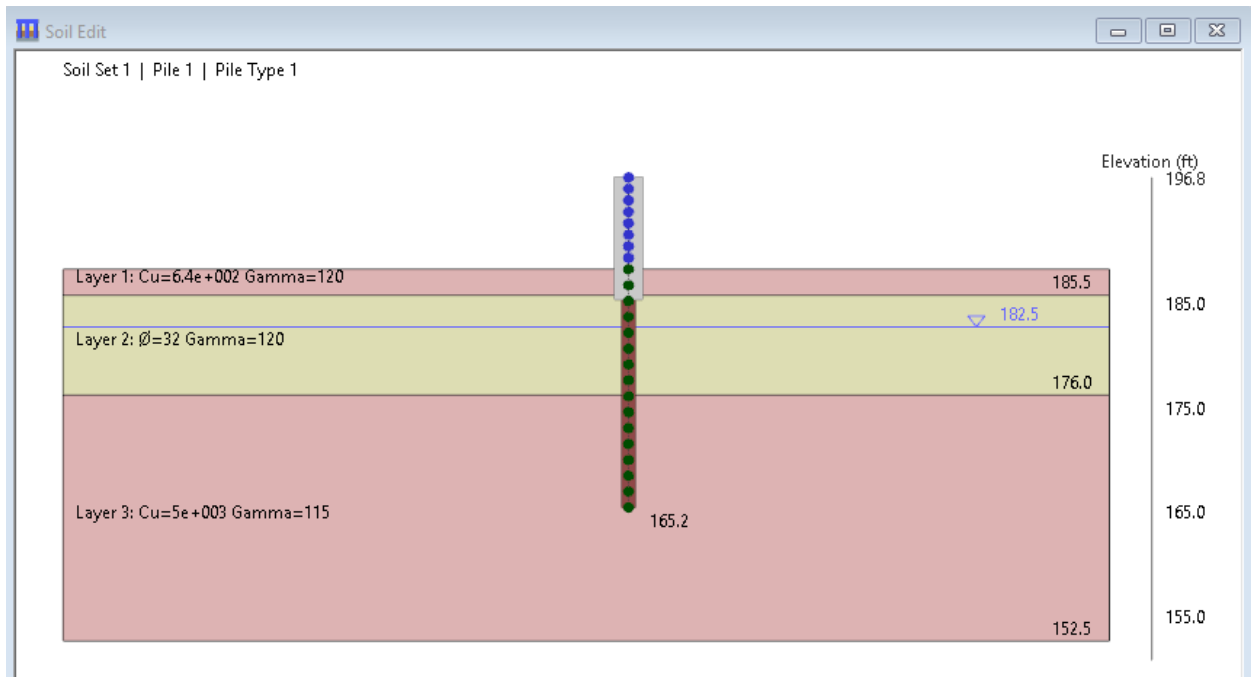 Soil Edit
Soil Set 1 | Pile 1 | Pile Type 1
Elevation (ft)
196.8
Layer 1: Cu=6.4e+002 Gamma=120
185.5
185.0
182.5
Layer 2: Ø=32 Gamma=120
176.0
175.0
Layer 3: Cu=5e+003 Gamma=115
165.2
165.0
155.0
152.5